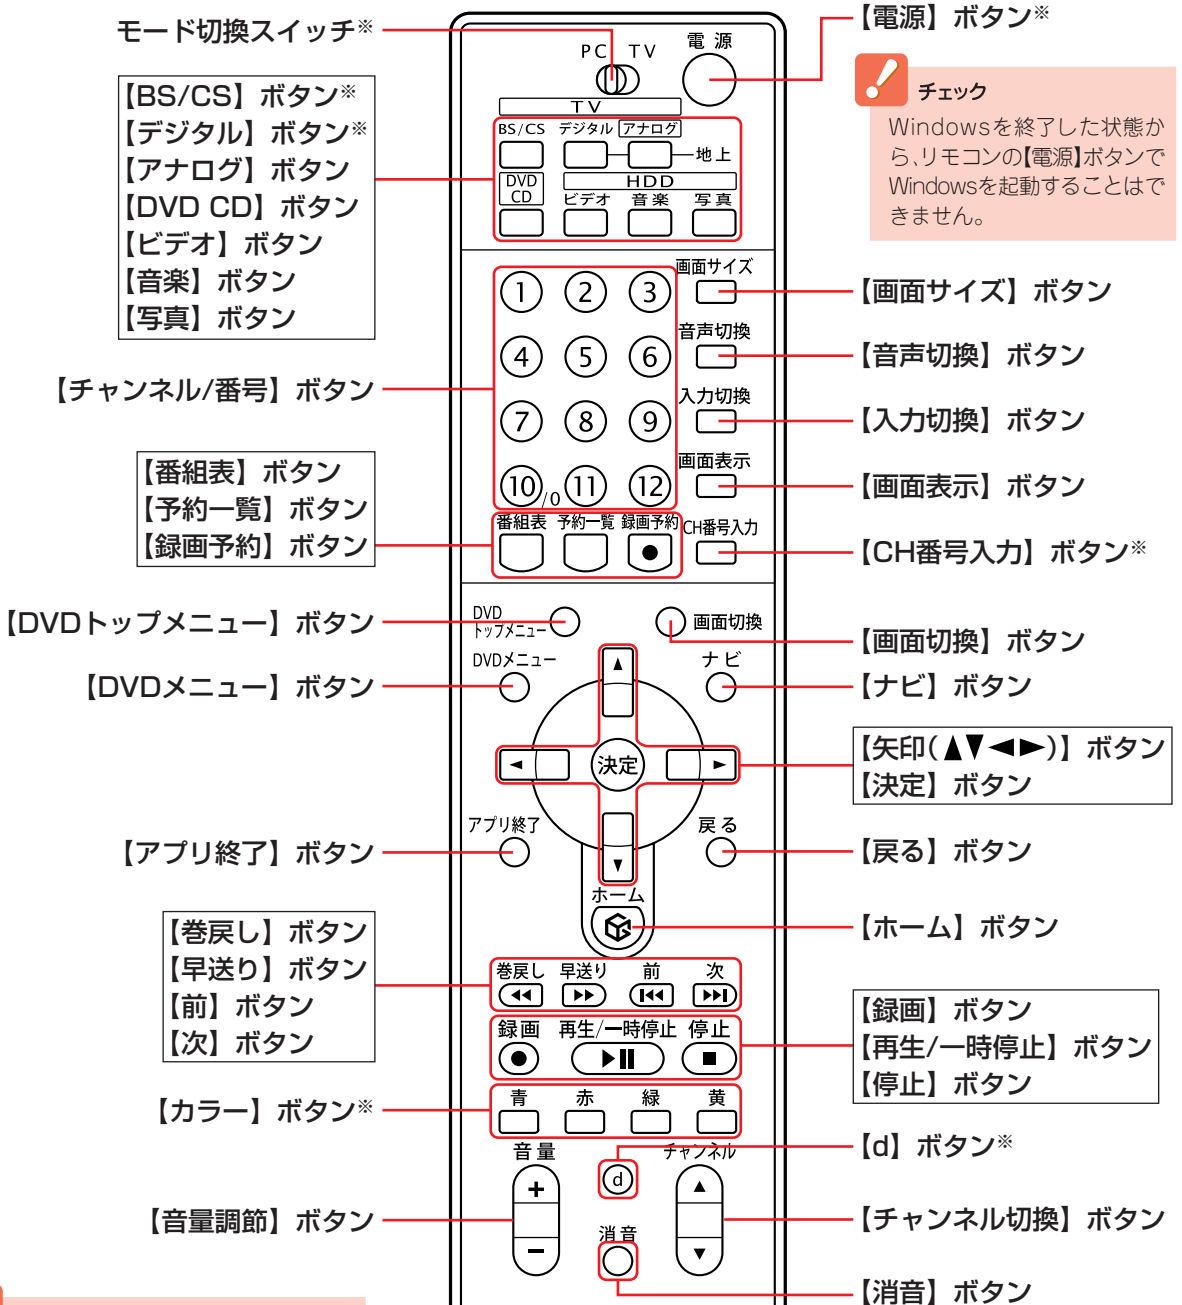 モード切換スイッチ※
【BS/CS】ボタン※
【デジタル】ボタン※
【アナログ】ボタン
【DVD CD】ボタン
【ビデオ】ボタン
【音楽】ボタン
【写真】ボタン
【チャンネル/番号】ボタン
【番組表】ボタン
【予約一覧】ボタン
【録画予約】ボタン
【DVDトップメニュー】ボタン
【DVDメニュー】ボタン
【アプリ終了】ボタン
【巻戻し】ボタン
【早送り】ボタン
【前】ボタン
【次】ボタン
【カラー】ボタン※
【音量調節】ボタン
PC TV
電源
TV
BS/CS デジタル アナログ
地上
DVD
CD
HDD
ビデオ 音楽 写真
1 2 3
画面サイズ
4 5 6
音声切換
7 8 9
入力切換
10/0 11 12
画面表示
番組表 予約一覧 録画予約
CH番号入力
DVD
トップメニュー
画面切換
DVDメニュー
ナビ
▲
◄ 決定 ►
▼
アプリ終了
戻る
ホーム
巻戻し 早送り 前 次
録画 再生/一時停止 停止
青 赤 緑 黄
音量
+
−
d
消音
チャンネル
▲
▼
【電源】ボタン※
チェック
Windowsを終了した状態か
ら、リモコンの【電源】ボタンで
Windowsを起動することはで
きません。
【画面サイズ】ボタン
【音声切換】ボタン
【入力切換】ボタン
【画面表示】ボタン
【CH番号入力】ボタン※
【画面切換】ボタン
【ナビ】ボタン
【矢印(▲▼◄►)】ボタン
【決定】ボタン
【戻る】ボタン
【ホーム】ボタン
【録画】ボタン
【再生/一時停止】ボタン
【停止】ボタン
【d】ボタン※
【チャンネル切換】ボタン
【消音】ボタン